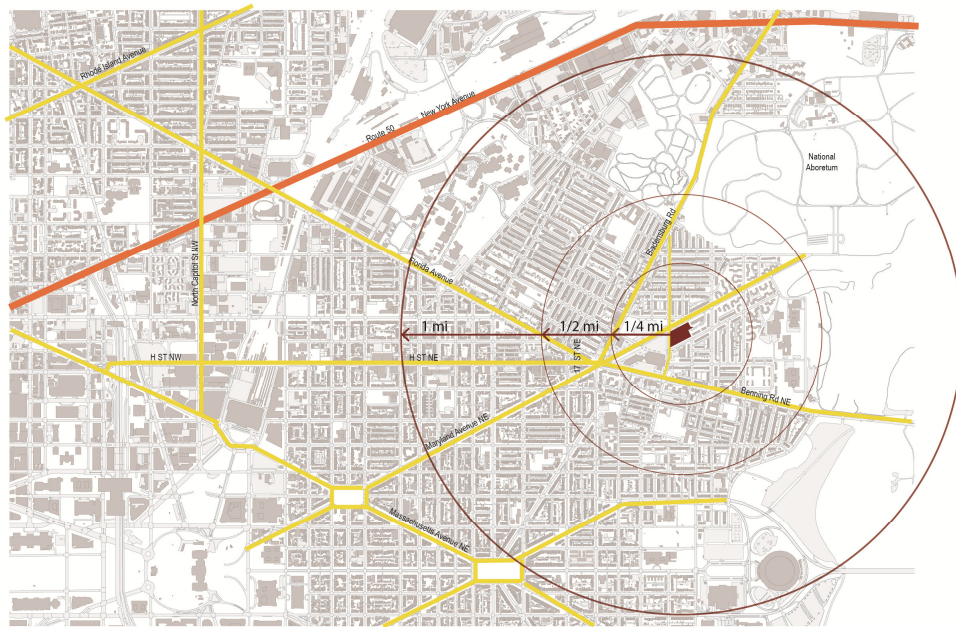 Rhode Island Avenue
New York Avenue
Route 50
National
Aboretum
Bladensburg Rd
North Capitol St NW
Florida Avenue
1 mi
1/2 mi
1/4 mi
H ST NW
H ST NE
17 ST NE
Benning Rd NE
Maryland Avenue NE
Massachusetts Avenue NE